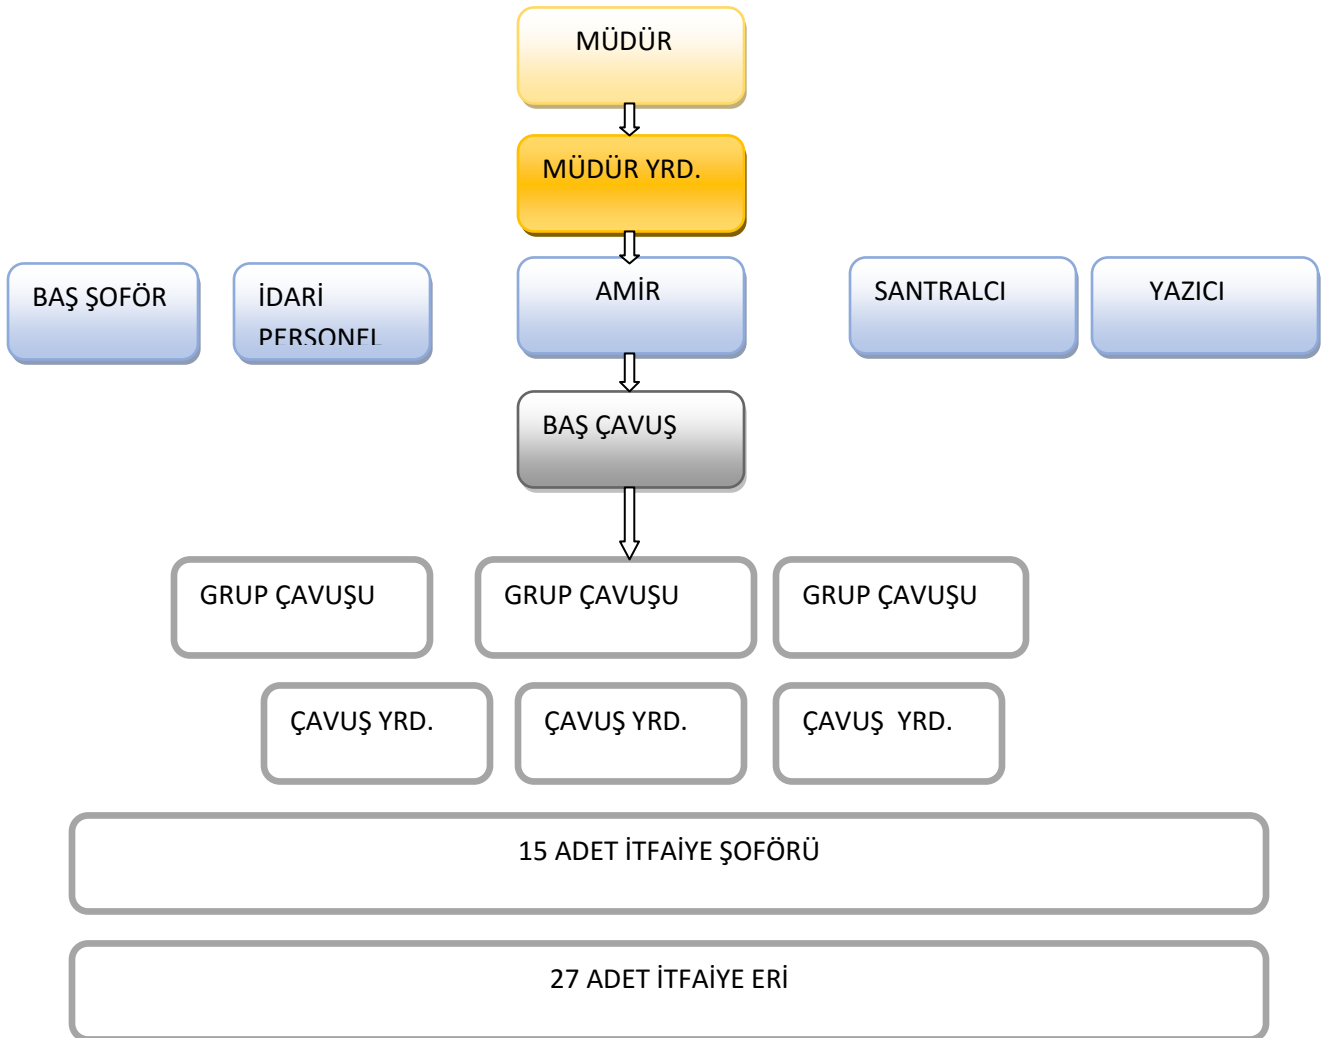 MÜDÜR
MÜDÜR YRD.
BAŞ ŞOFÖR
İDARİ
PERSONEL
AMİR
SANTRALCI
YAZICI
BAŞ ÇAVUŞ
GRUP ÇAVUŞU
GRUP ÇAVUŞU
GRUP ÇAVUŞU
ÇAVUŞ YRD.
ÇAVUŞ YRD.
ÇAVUŞ  YRD.
15 ADET İTFAİYE ŞOFÖRÜ
27 ADET İTFAİYE ERİ